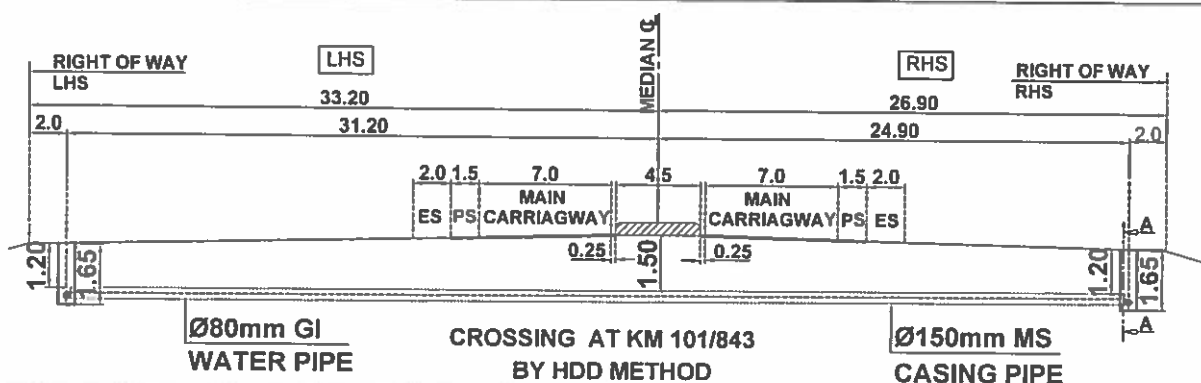 RIGHT OF WAY
LHS
LHS
MEDIAN ℄
RHS
RIGHT OF WAY
RHS
33.20
26.90
2.0
31.20
24.90
2.0
2.0 1.5 7.0 4.5 7.0 1.5 2.0
ES PS MAIN
CARRIAGWAY
MAIN
CARRIAGWAY PS ES
A
0.25
0.25
1.20
1.65
1.50
1.20
1.65
A
Ø80mm GI
WATER PIPE
CROSSING AT KM 101/843
BY HDD METHOD
Ø150mm MS
CASING PIPE